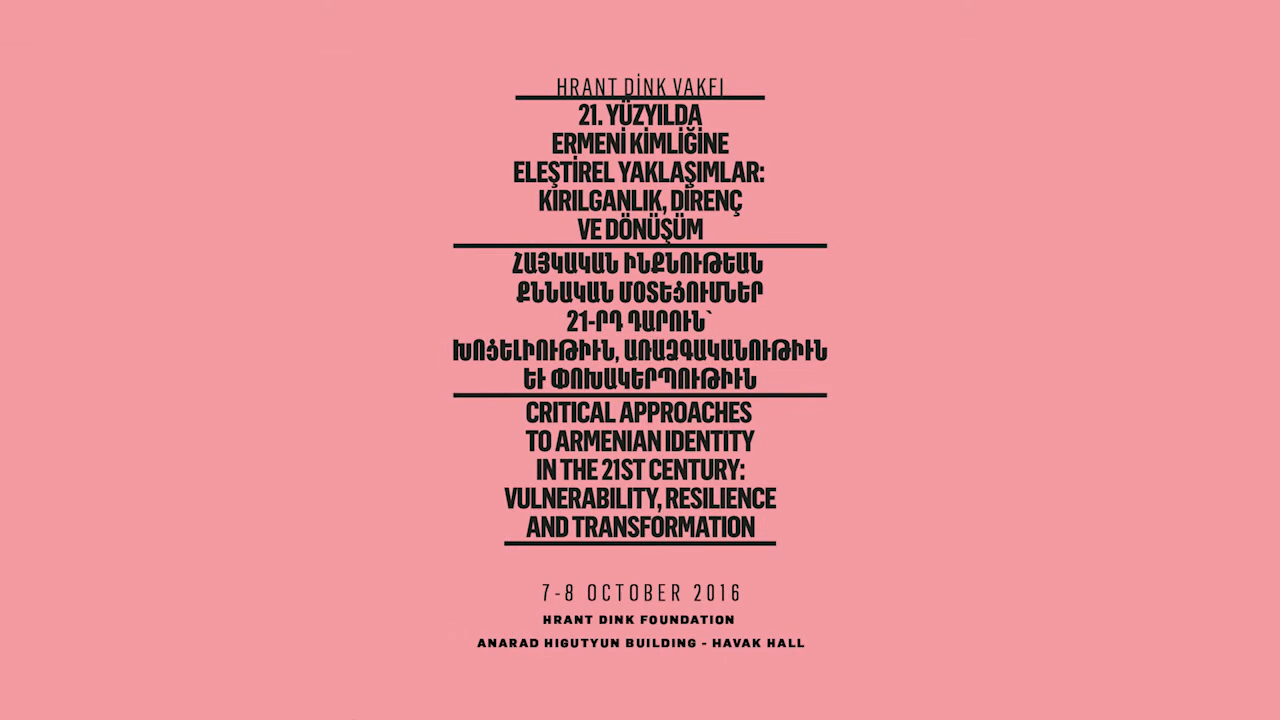 HRANT DİNK VAKFI
21. YÜZYILDA
ERMENİ KİMLİĞİNE
ELEŞTİREL YAKLAŞIMLAR:
KIRILGANLIK, DİRENÇ
VE DÖNÜŞÜM
ՀԱՅԿԱԿԱՆ ԻՆՔՆՈՒԹԵԱՆ
ՔՆՆԱԿԱՆ ՄՕՏԵՑՈՒՄՆԵՐ
21-ՐԴ ԴԱՐՈՒՆ՝
ԽՈՑԵԼԻՈՒԹԻՒՆ, ԱՌԱՁԳԱԿԱՆՈՒԹԻՒՆ
ԵՒ ՓՈԽԱԿԵՐՊՈՒԹԻՒՆ
CRITICAL APPROACHES
TO ARMENIAN IDENTITY
IN THE 21ST CENTURY:
VULNERABILITY, RESILIENCE
AND TRANSFORMATION
7-8 OCTOBER 2016
HRANT DINK FOUNDATION
ANARAD HIGUTYUN BUILDING - HAVAK HALL